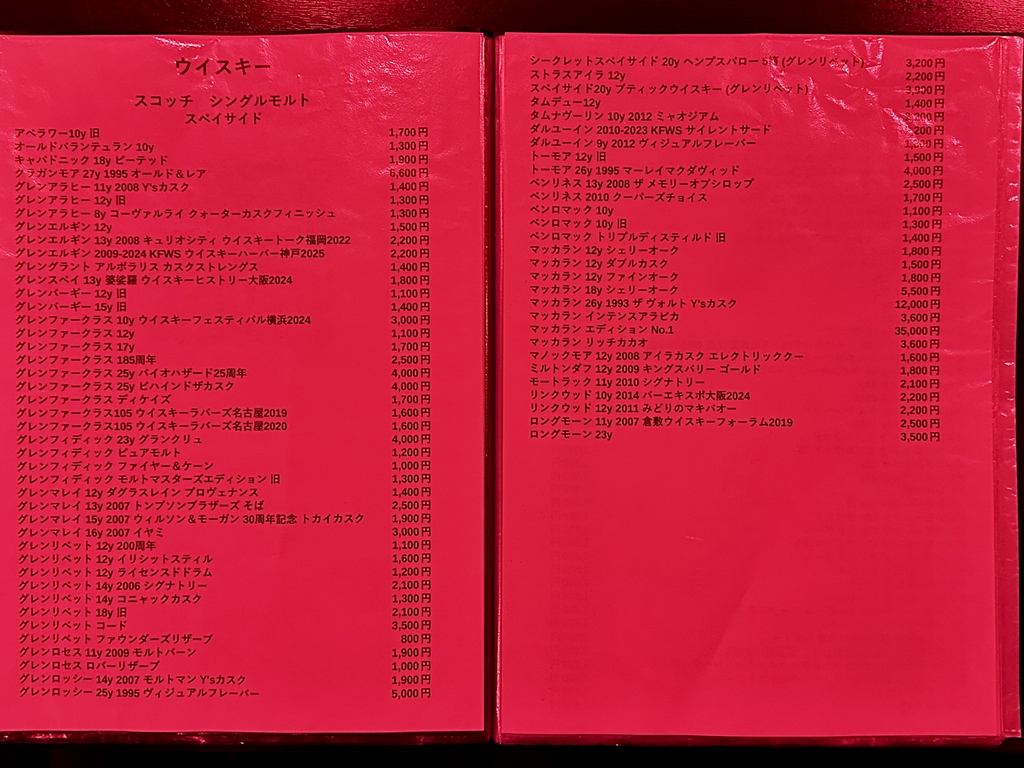 ウイスキー
スコッチ　シングルモルト
スペイサイド
アベラワー10y 旧 1,700円
オールドバランテュラン 10y 1,300円
キャパドニック 18y ピーテッド 1,900円
クラガンモア 27y 1995 オールド＆レア 6,600円
グレンアラヒー 11y 2008 Y'sカスク 1,400円
グレンアラヒー 12y 旧 1,300円
グレンアラヒー 8y コーヴァルライ クォーターカスクフィニッシュ 1,300円
グレンエルギン 12y 1,500円
グレンエルギン 13y 2008 キュリオシティ ウイスキートーク福岡2022 2,200円
グレンエルギン 2009-2024 KFWS ウイスキーハーバー神戸2025 2,200円
グレングラント アルボラリス カスクストレングス 1,400円
グレンスペイ 13y 婆娑羅 ウイスキーヒストリー大阪2024 1,800円
グレンバーギー 12y 旧 1,100円
グレンバーギー 15y 旧 1,400円
グレンファークラス 10y ウイスキーフェスティバル横浜2024 3,000円
グレンファークラス 12y 1,100円
グレンファークラス 17y 1,700円
グレンファークラス 185周年 2,500円
グレンファークラス 25y バイオハザード25周年 4,000円
グレンファークラス 25y ビハインドザカスク 4,000円
グレンファークラス ディケイズ 1,700円
グレンファークラス105 ウイスキーラバーズ名古屋2019 1,600円
グレンファークラス105 ウイスキーラバーズ名古屋2020 1,600円
グレンフィディック 23y グランクリュ 4,000円
グレンフィディック ピュアモルト 1,200円
グレンフィディック ファイヤー＆ケーン 1,000円
グレンフィディック モルトマスターズエディション 旧 1,300円
グレンマレイ 12y ダグラスレイン プロヴェナンス 1,400円
グレンマレイ 13y 2007 トンプソンブラザーズ そば 2,500円
グレンマレイ 15y 2007 ウィルソン＆モーガン 30周年記念 トカイカスク 1,900円
グレンマレイ 16y 2007 イヤミ 3,000円
グレンリベット 12y 200周年 1,100円
グレンリベット 12y イリシットスティル 1,600円
グレンリベット 12y ライセンスドドラム 1,200円
グレンリベット 14y 2006 シグナトリー 2,100円
グレンリベット 14y コニャックカスク 1,300円
グレンリベット 18y 旧 2,100円
グレンリベット コード 3,500円
グレンリベット ファウンダーズリザーブ 800円
グレンロセス 11y 2009 モルトバーン 1,900円
グレンロセス ロバーリザーブ 1,000円
グレンロッシー 14y 2007 モルトマン Y'sカスク 1,900円
グレンロッシー 25y 1995 ヴィジュアルフレーバー 5,000円
シークレットスペイサイド 20y ヘンプスパロー (グレンリベット) 3,200円
ストラスアイラ 12y 2,200円
スペイサイド20y ブティックウイスキー (グレンリベット) 3,900円
タムデュー12y 1,400円
タムナヴーリン 10y 2012 ミャオジアム
ダルユーイン 2010-2023 KFWS サイレントサード
ダルユーイン 9y 2012 ヴィジュアルフレーバー
トーモア 12y 旧 1,500円
トーモア 26y 1995 マーレイマクダヴィッド 4,000円
ベンリネス 13y 2008 ザ メモリーオブシロップ 2,500円
ベンリネス 2010 クーパーズチョイス 1,700円
ベンロマック 10y 1,100円
ベンロマック 10y 旧 1,300円
ベンロマック トリプルディスティルド 旧 1,400円
マッカラン 12y シェリーオーク 1,800円
マッカラン 12y ダブルカスク 1,500円
マッカラン 12y ファインオーク 1,800円
マッカラン 18y シェリーオーク 5,500円
マッカラン 26y 1993 ザ ヴォルト Y'sカスク 12,000円
マッカラン インテンスアラビカ 3,600円
マッカラン エディション No.1 35,000円
マッカラン リッチカカオ 3,600円
マノックモア 12y 2008 アイラカスク エレクトリッククー 1,600円
ミルトンダフ 12y 2009 キングスバリー ゴールド 1,800円
モートラック 11y 2010 シグナトリー 2,100円
リンクウッド 10y 2014 バーエキスポ大阪2024 2,200円
リンクウッド 12y 2011 みどりのマキバオー 2,200円
ロングモーン 11y 2007 倉敷ウイスキーフォーラム2019 2,500円
ロングモーン 23y 3,500円